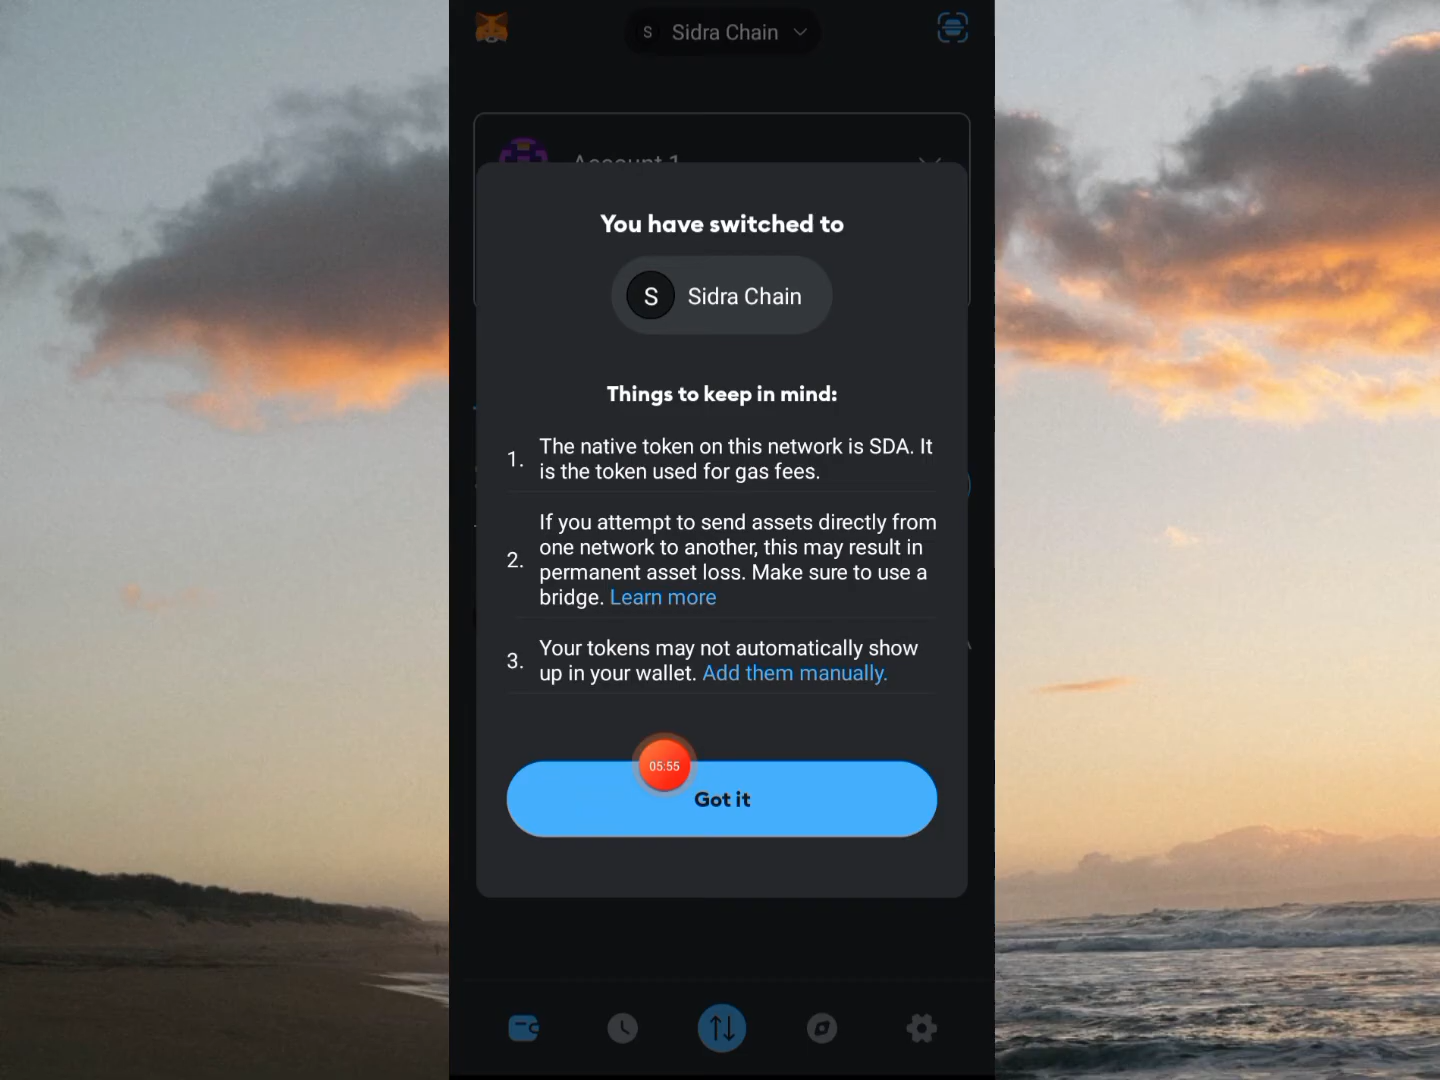 S Sidra Chain
Account 1
You have switched to
S Sidra Chain
Things to keep in mind:
1. The native token on this network is SDA. It
is the token used for gas fees.
2. If you attempt to send assets directly from
one network to another, this may result in
permanent asset loss. Make sure to use a
bridge. Learn more
3. Your tokens may not automatically show
up in your wallet. Add them manually.
05:55
Got it